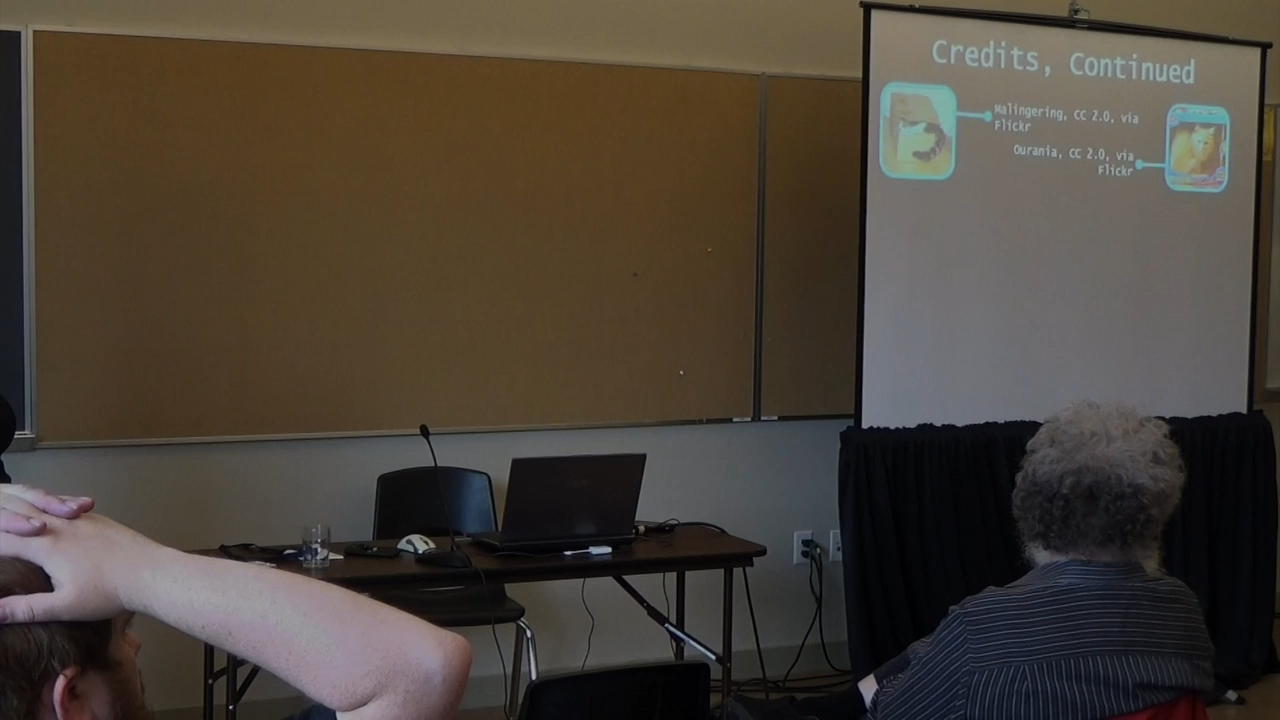 Credits, Continued
Malingering, CC 2.0, via
Flickr
Ourania, CC 2.0, via
Flickr